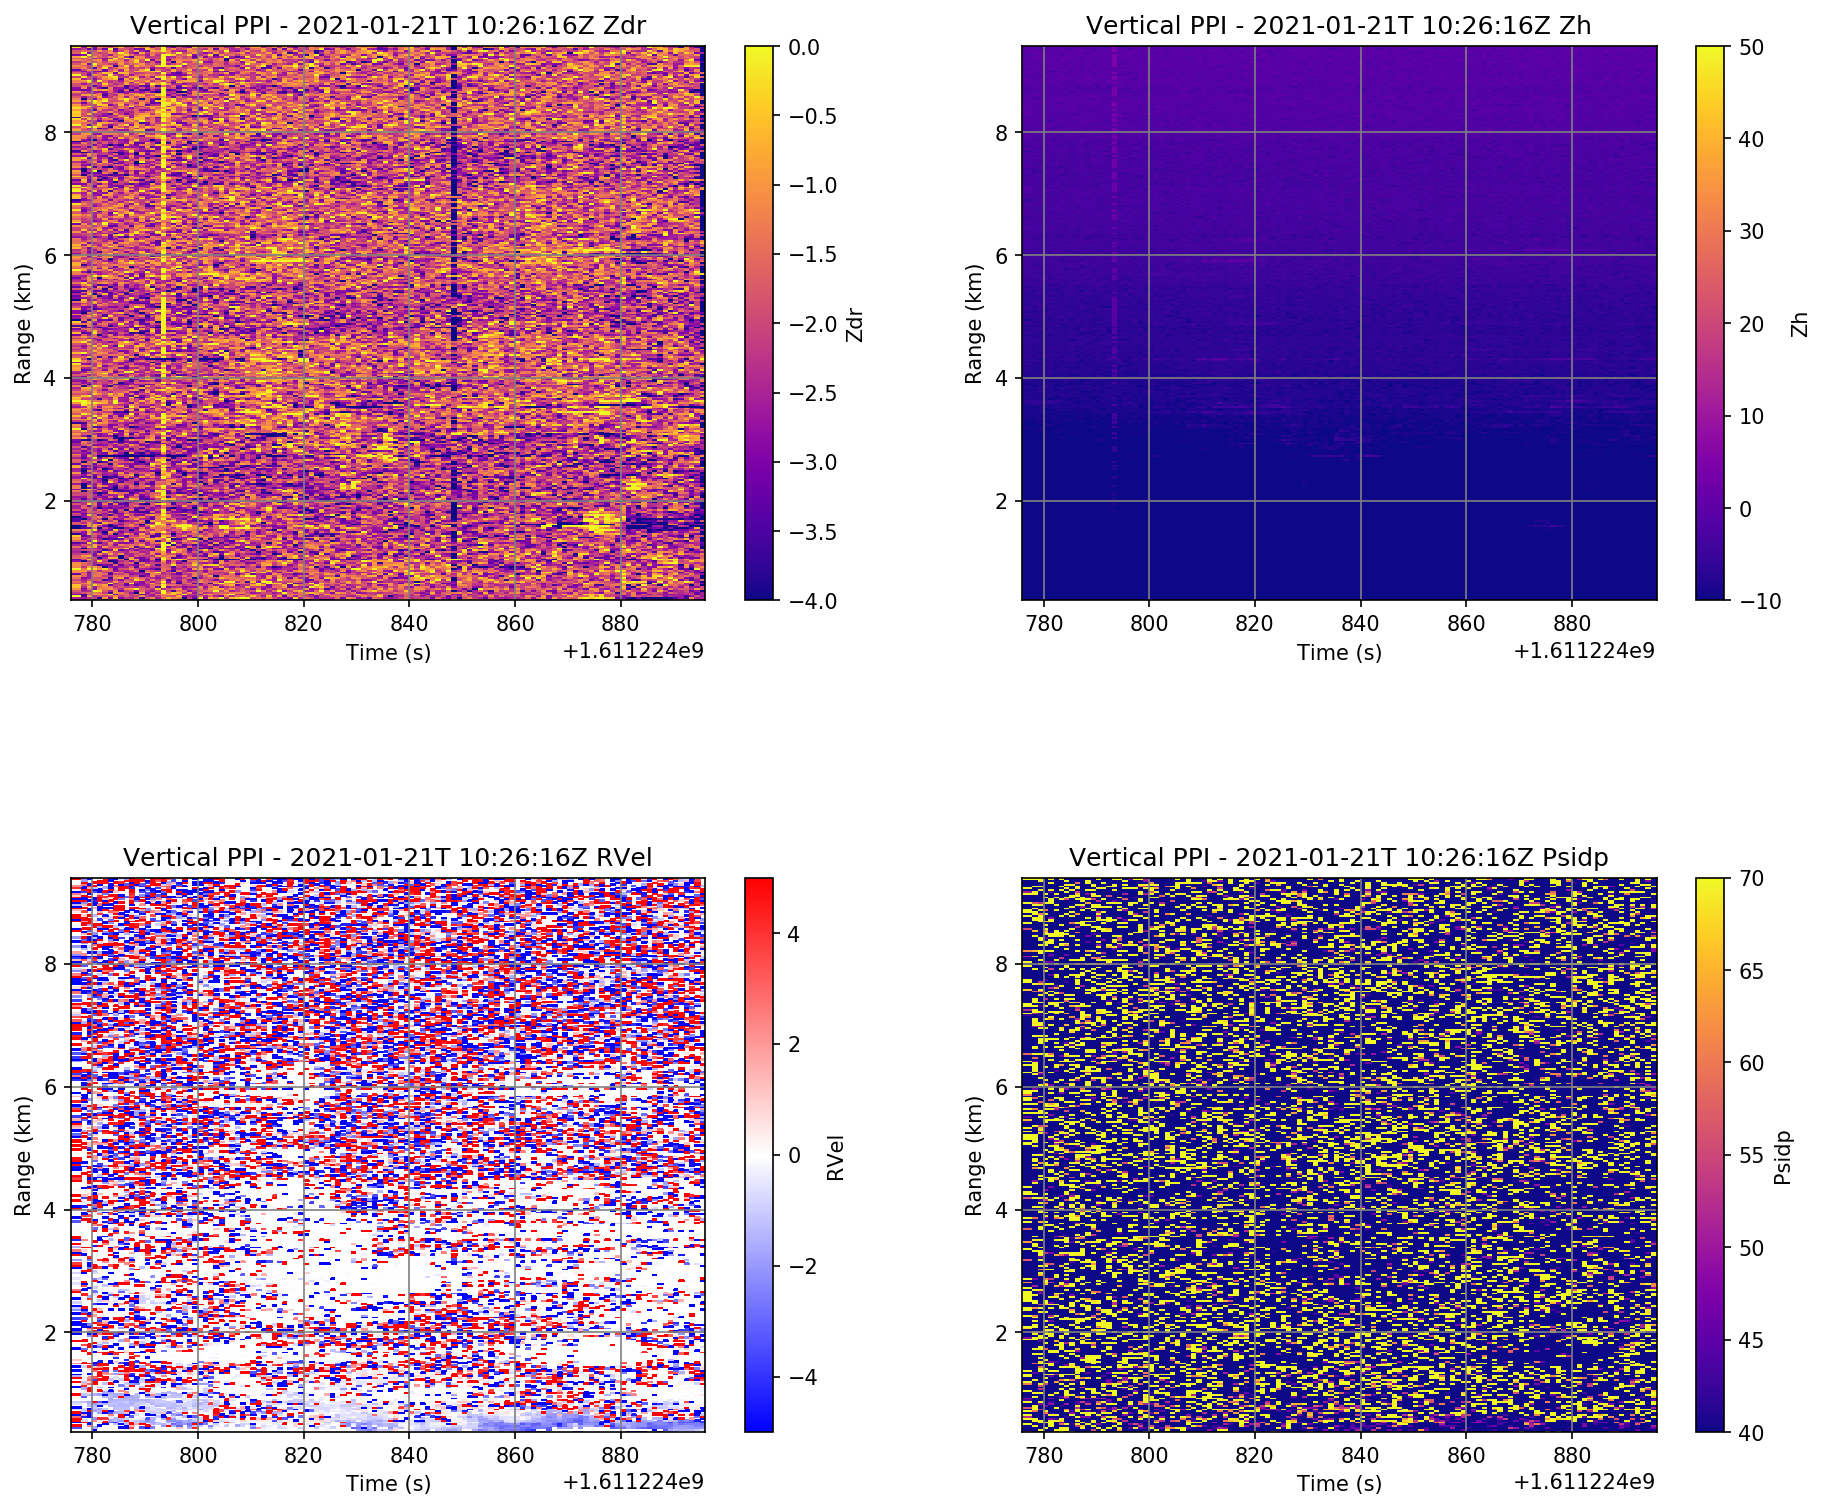 Vertical PPI - 2021-01-21T 10:26:16Z Zdr
8
6
4
2
Range (km)
780 800 820 840 860 880
Time (s)
+1.611224e9
0.0
−0.5
−1.0
−1.5
−2.0
−2.5
−3.0
−3.5
−4.0
Zdr
Vertical PPI - 2021-01-21T 10:26:16Z Zh
8
6
4
2
Range (km)
780 800 820 840 860 880
Time (s)
+1.611224e9
50
40
30
20
10
0
−10
Zh
Vertical PPI - 2021-01-21T 10:26:16Z RVel
8
6
4
2
Range (km)
780 800 820 840 860 880
Time (s)
+1.611224e9
4
2
0
−2
−4
RVel
Vertical PPI - 2021-01-21T 10:26:16Z Psidp
8
6
4
2
Range (km)
780 800 820 840 860 880
Time (s)
+1.611224e9
70
65
60
55
50
45
40
Psidp